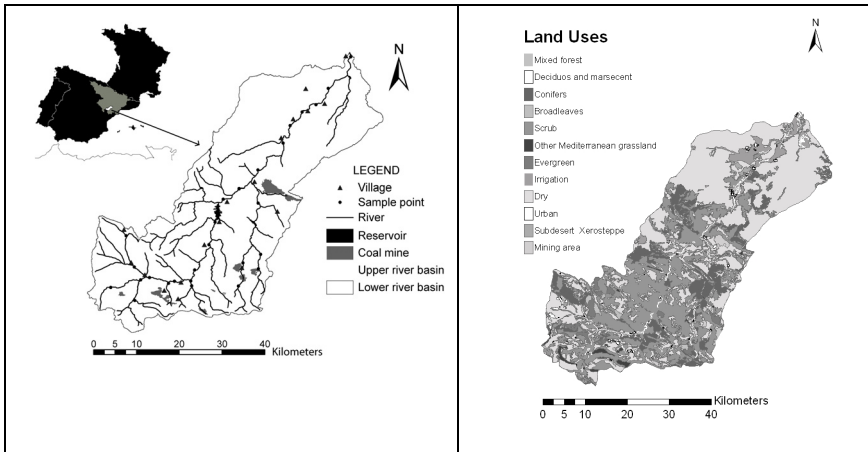 N
LEGEND
Village
Sample point
River
Reservoir
Coal mine
Upper river basin
Lower river basin
0 5 10 20 30 40
Kilometers
Land Uses
Mixed forest
Deciduos and marsecent
Conifers
Broadleaves
Scrub
Other Mediterranean grassland
Evergreen
Irrigation
Dry
Urban
Subdesert Xerosteppe
Mining area
N
Kilometers
0 5 10 20 30 40